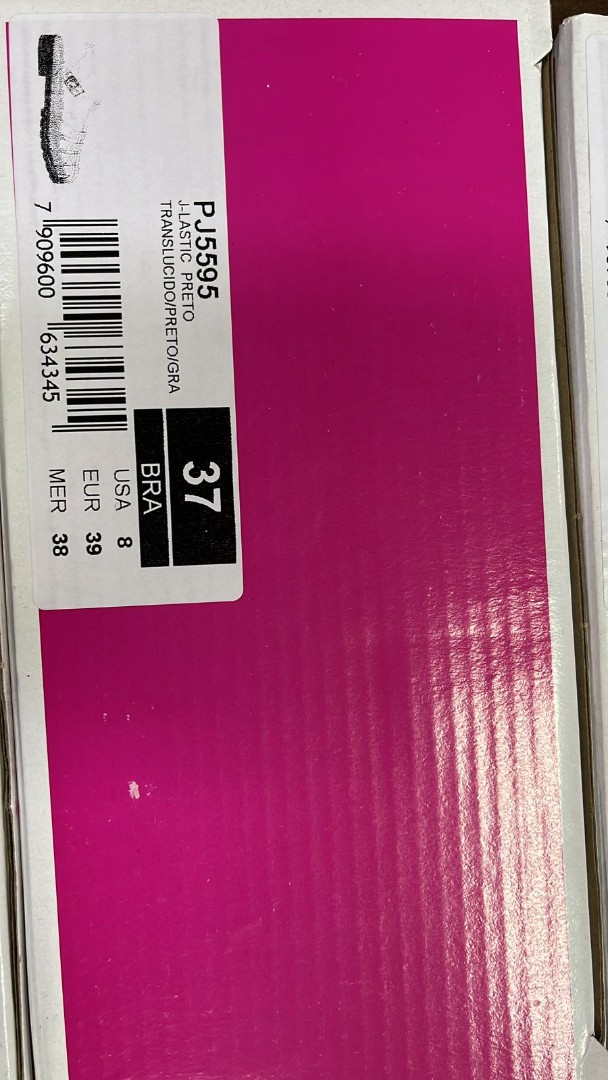 PJ5595
J-LASTIC PRETO
TRANSLUCIDO/PRETO/GRA
37
BRA
USA 8
EUR 39
MER 38
7 909600 634345